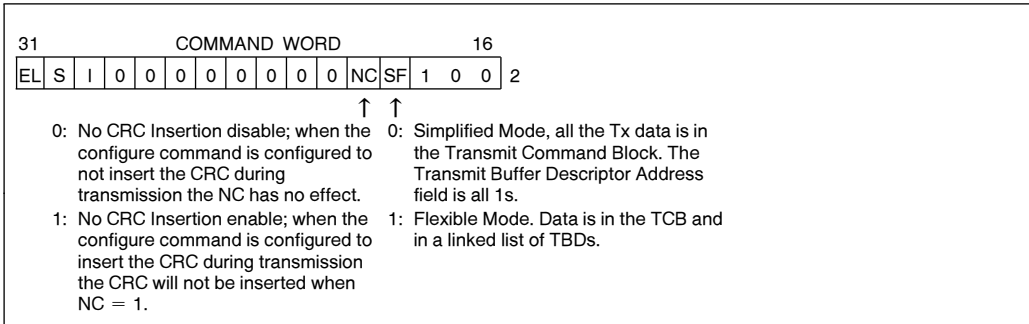 31 COMMAND WORD 16
EL S I 0 0 0 0 0 0 0 0 NC SF 1 0 0 2
↑ ↑
0: No CRC Insertion disable; when the
configure command is configured to
not insert the CRC during
transmission the NC has no effect.
1: No CRC Insertion enable; when the
configure command is configured to
insert the CRC during transmission
the CRC will not be inserted when
NC = 1.
0: Simplified Mode, all the Tx data is in
the Transmit Command Block. The
Transmit Buffer Descriptor Address
field is all 1s.
1: Flexible Mode. Data is in the TCB and
in a linked list of TBDs.